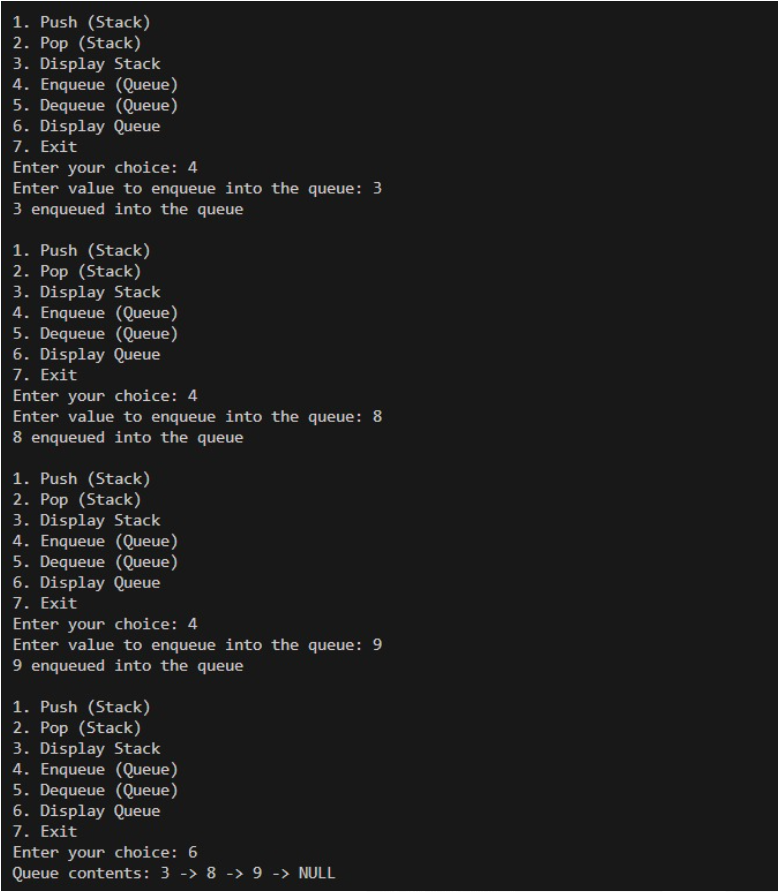 1. Push (Stack)
2. Pop (Stack)
3. Display Stack
4. Enqueue (Queue)
5. Dequeue (Queue)
6. Display Queue
7. Exit
Enter your choice: 4
Enter value to enqueue into the queue: 3
3 enqueued into the queue

1. Push (Stack)
2. Pop (Stack)
3. Display Stack
4. Enqueue (Queue)
5. Dequeue (Queue)
6. Display Queue
7. Exit
Enter your choice: 4
Enter value to enqueue into the queue: 8
8 enqueued into the queue

1. Push (Stack)
2. Pop (Stack)
3. Display Stack
4. Enqueue (Queue)
5. Dequeue (Queue)
6. Display Queue
7. Exit
Enter your choice: 4
Enter value to enqueue into the queue: 9
9 enqueued into the queue

1. Push (Stack)
2. Pop (Stack)
3. Display Stack
4. Enqueue (Queue)
5. Dequeue (Queue)
6. Display Queue
7. Exit
Enter your choice: 6
Queue contents: 3 -> 8 -> 9 -> NULL